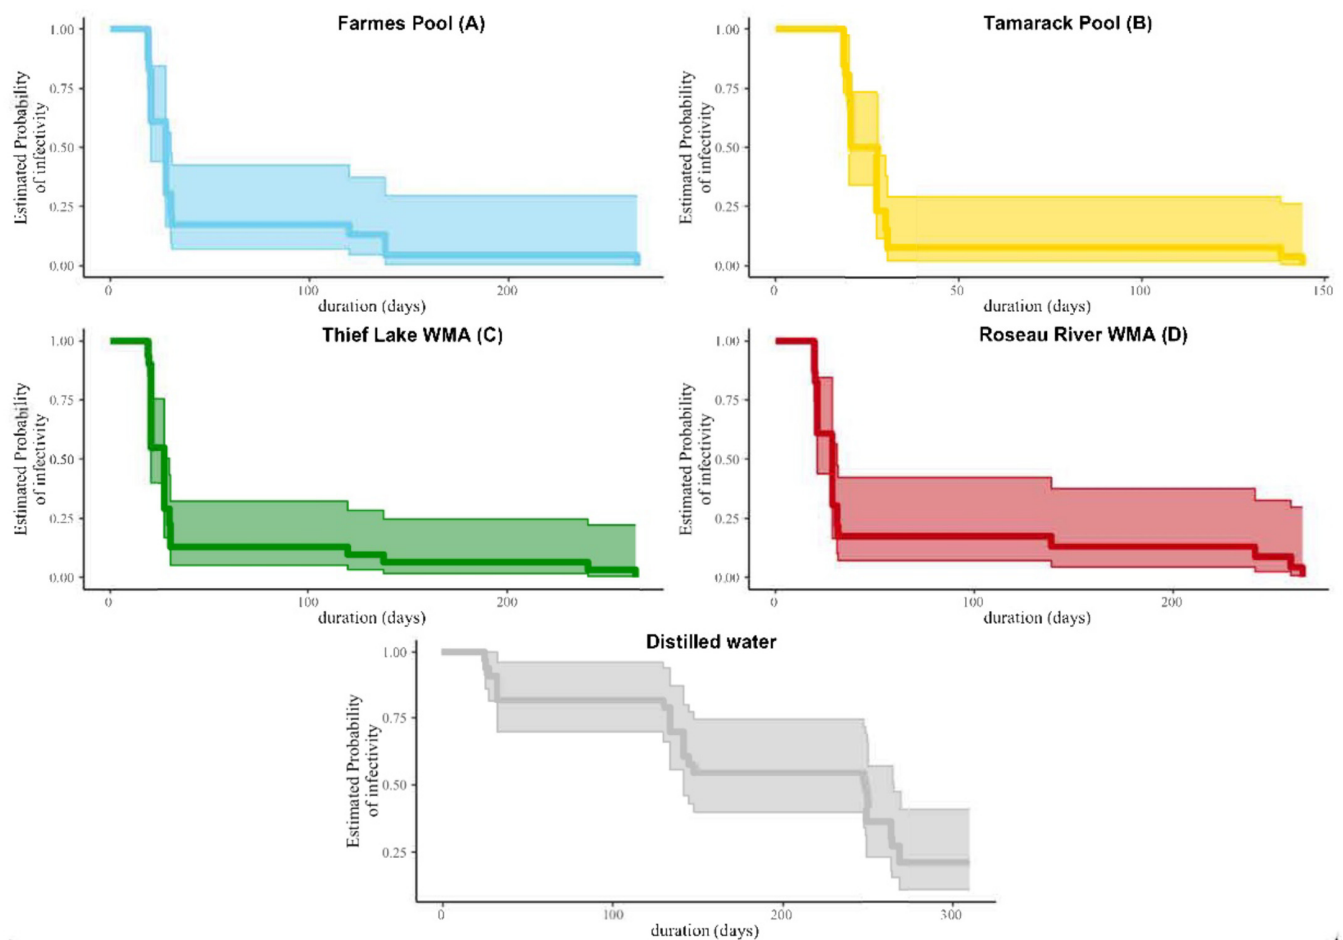 Farmes Pool (A)
Estimated Probability
of infectivity
1.00
0.75
0.50
0.25
0.00
0
100
200
duration (days)
Tamarack Pool (B)
Estimated Probability
of infectivity
1.00
0.75
0.50
0.25
0.00
0
50
100
150
duration (days)
Thief Lake WMA (C)
Estimated Probability
of infectivity
1.00
0.75
0.50
0.25
0.00
0
100
200
duration (days)
Roseau River WMA (D)
Estimated Probability
of infectivity
1.00
0.75
0.50
0.25
0.00
0
100
200
duration (days)
Distilled water
Estimated Probability
of infectivity
1.00
0.75
0.50
0.25
0
100
200
300
duration (days)